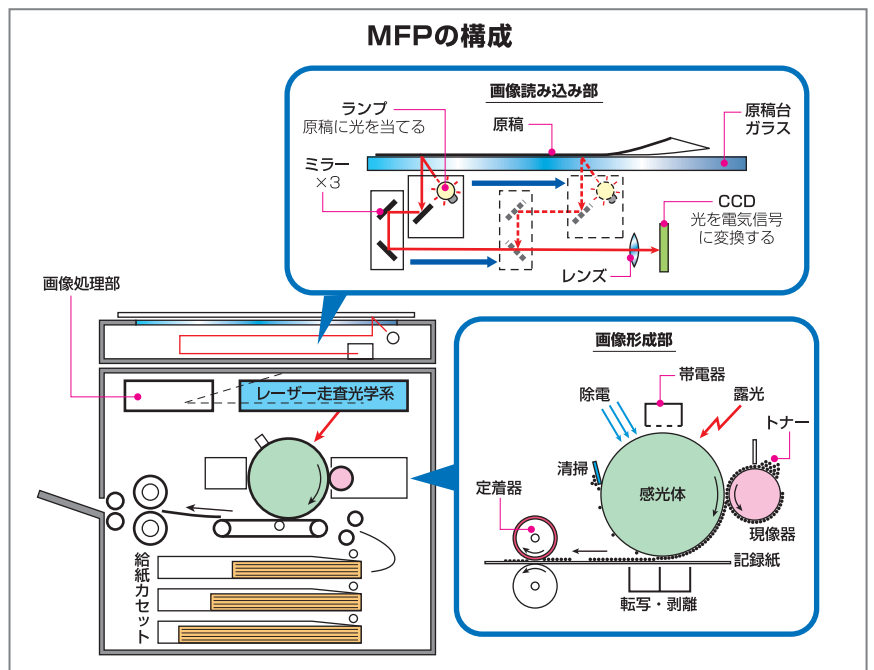 MFPの構成
画像読み込み部
ランプ
原稿に光を当てる
原稿
原稿台
ガラス
ミラー
×3
CCD
光を電気信号
に変換する
レンズ
画像処理部
レーザー走査光学系
給紙カセット
画像形成部
帯電器
除電
露光
トナー
清掃
感光体
定着器
現像器
記録紙
転写・剥離